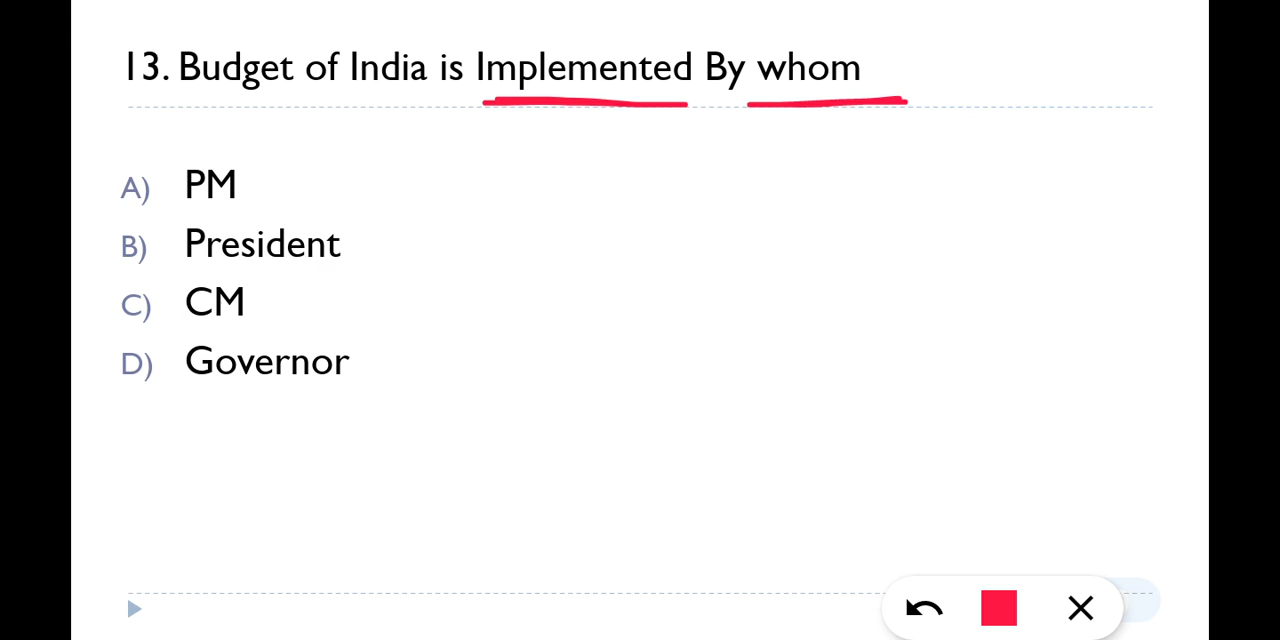 13. Budget of India is Implemented By whom
A) PM
B) President
C) CM
D) Governor